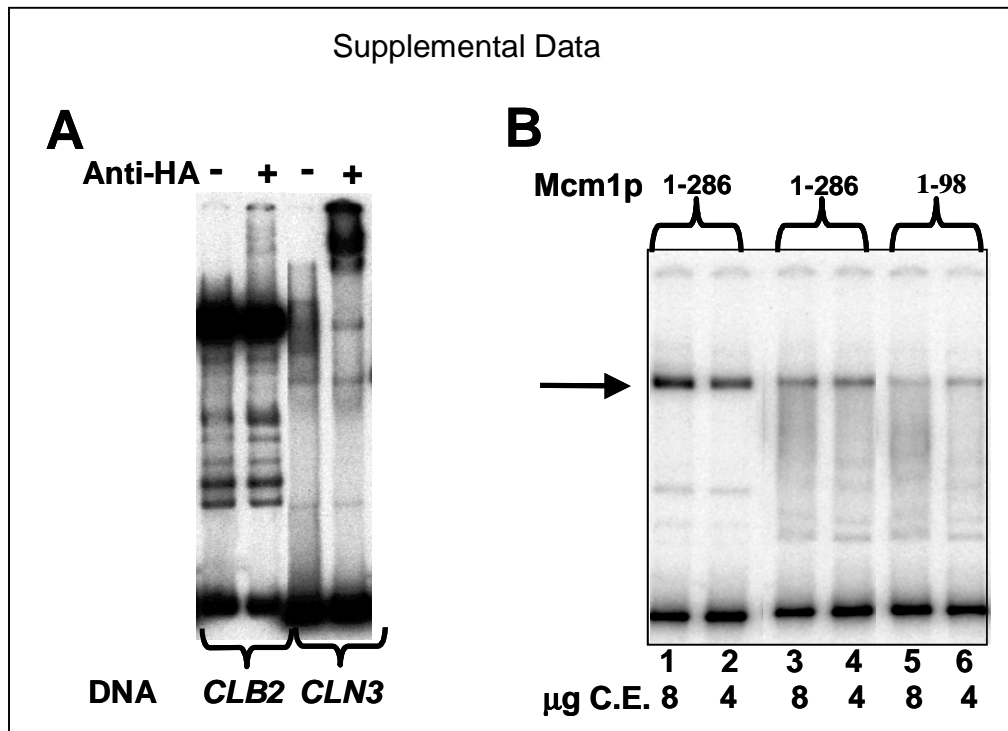 Supplemental Data
A
Anti-HA - + - +
DNA CLB2 CLN3
B
Mcm1p 1-286 1-286 1-98
1 2 3 4 5 6
μg C.E. 8 4 8 4 8 4